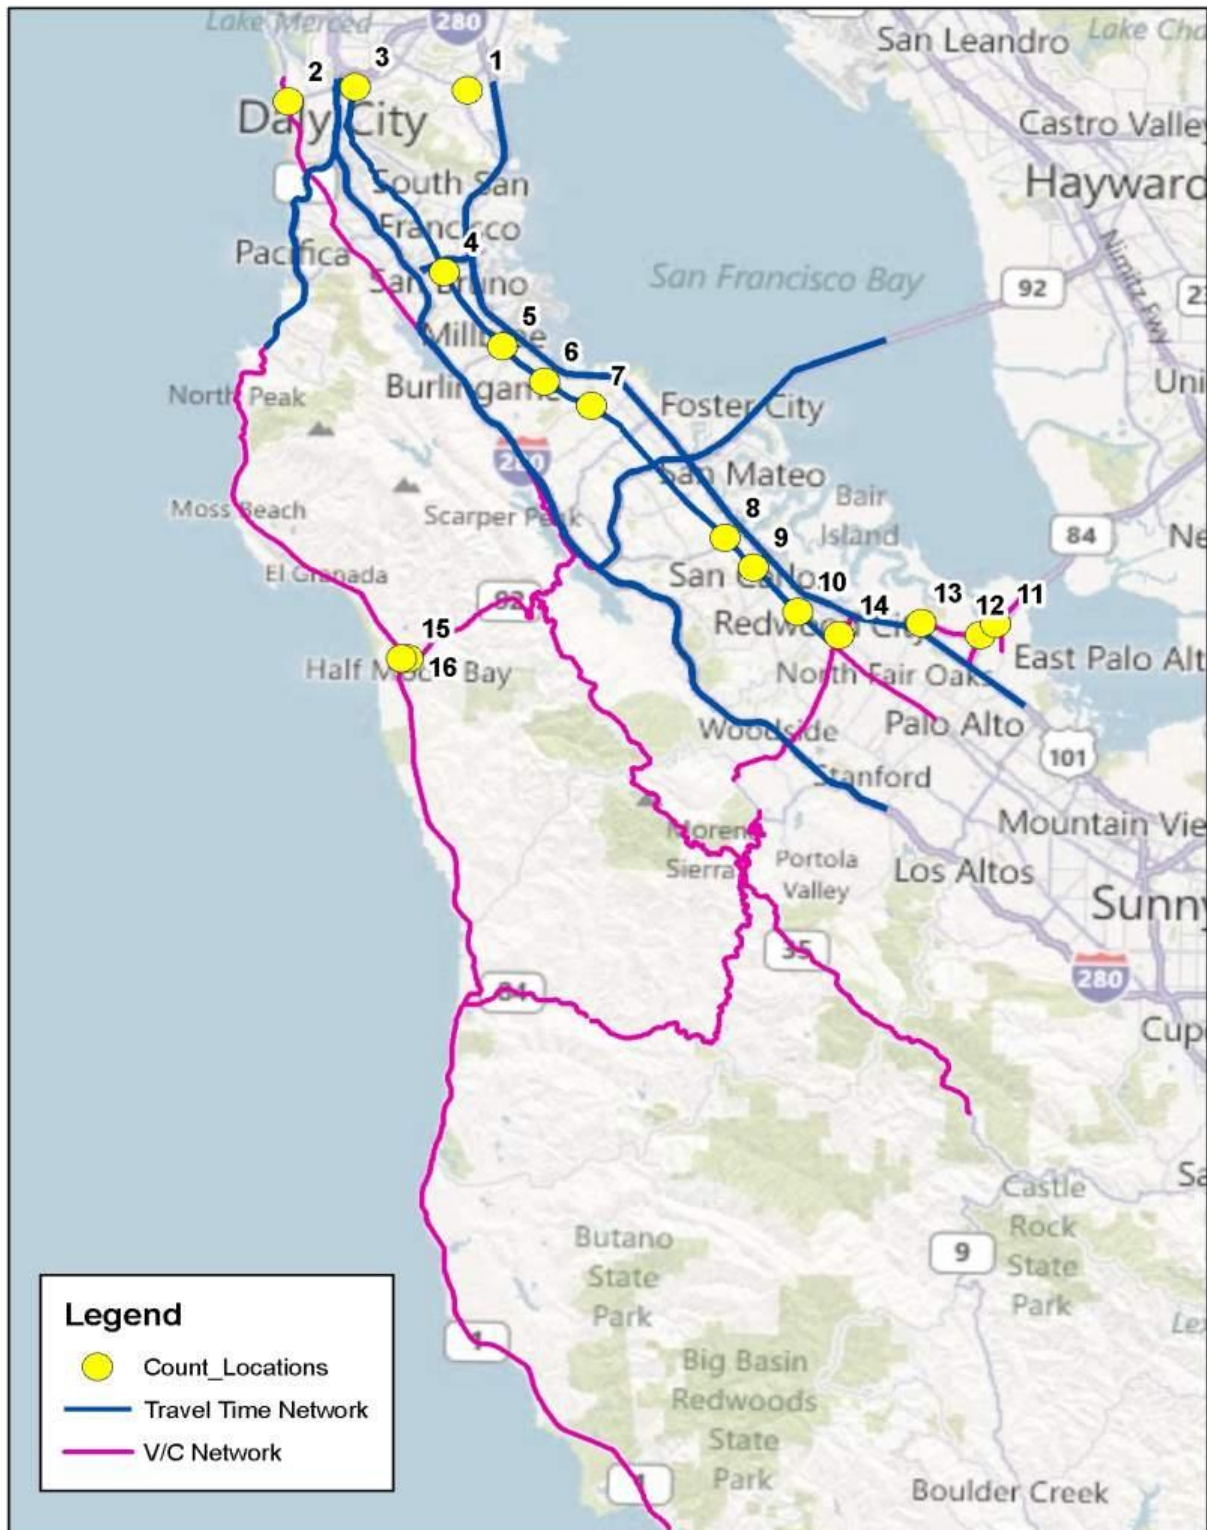 Lake Merced
280
San Leandro
2
3
1
Daly City
Castro Valley
Hayward
South San
Francisco
4
Pacifica
San Bruno
San Francisco Bay
92
Nimitz Fwy
5
Millbrae
6
7
North Peak
Burlingame
Foster City
280
San Mateo
Moss Beach
Scarper Peak
8
Bair
Island
9
84
El Granada
San Carlos
92
10
14
13
12
11
Redwood City
15
16
Half Moon Bay
North Fair Oaks
East Palo Alt
Woodside
Palo Alto
101
Stanford
Mountain Vie
Sierra
Portola
Valley
Los Altos
Sunny
35
280
84
Cup
Castle
Rock
State
Park
9
Butano
State
Park
Big Basin
Redwoods
State
Park
1
1
Boulder Creek
Legend
Count_Locations
Travel Time Network
V/C Network